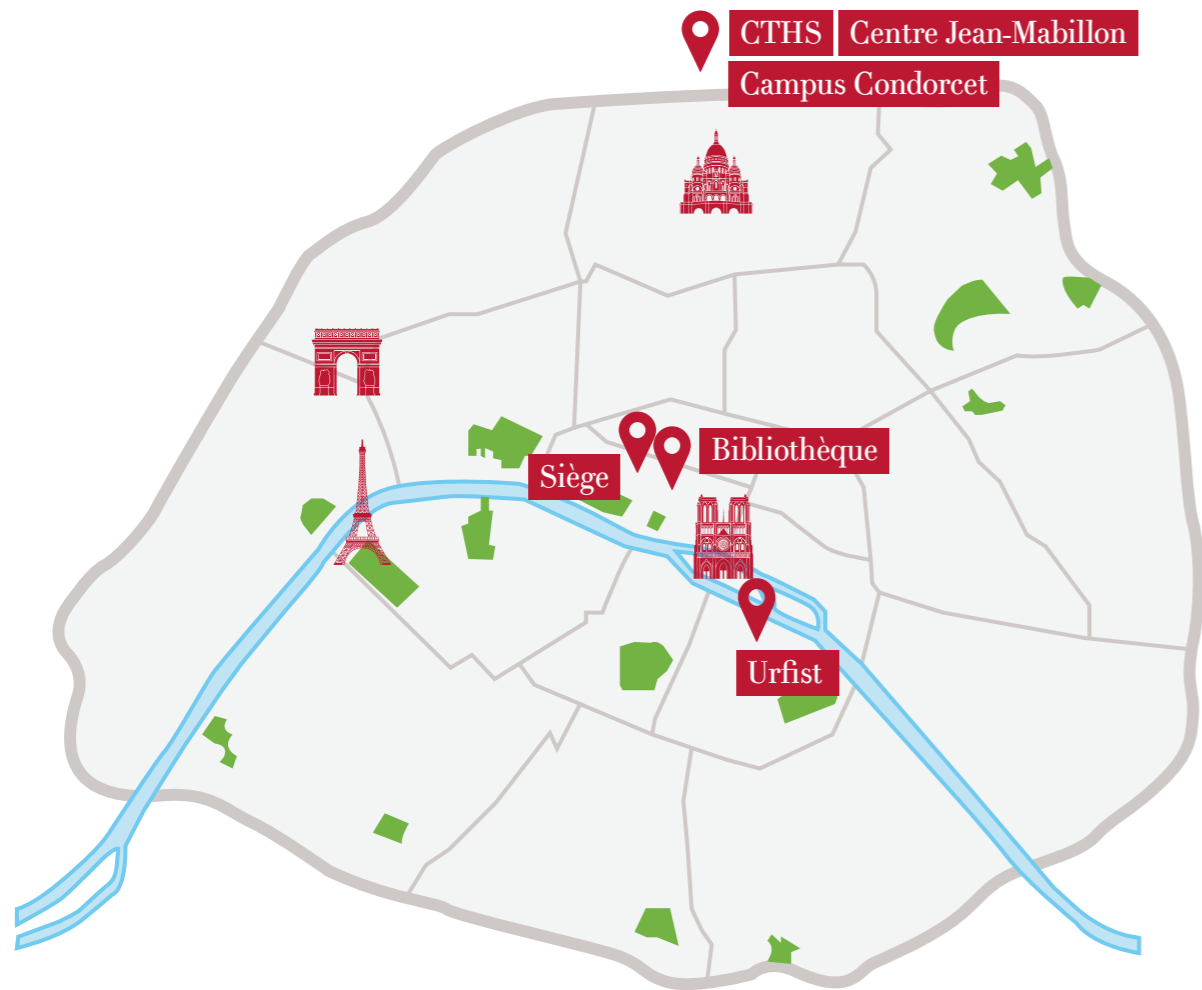 CTHS Centre Jean-Mabillon
Campus Condorcet
Bibliothèque
Siège
Urfist